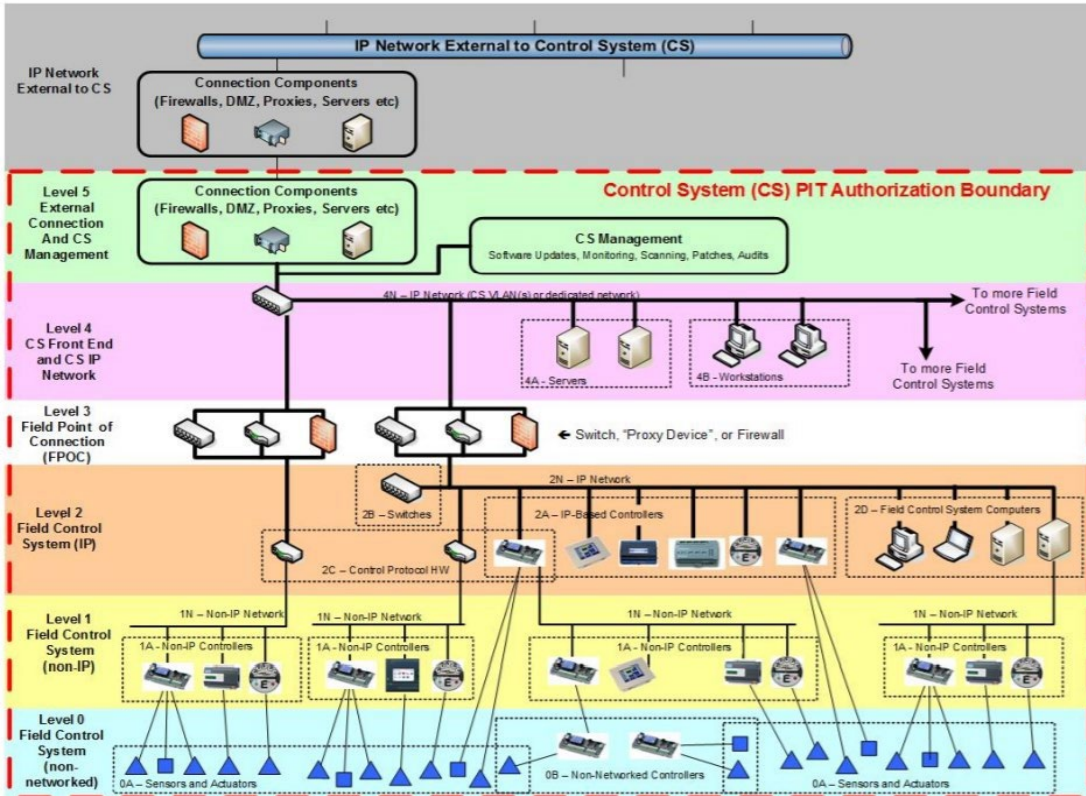 IP Network External to Control System (CS)
IP Network
External to CS
Connection Components
(Firewalls, DMZ, Proxies, Servers etc)
Level 5
External
Connection
And CS
Management
Connection Components
(Firewalls, DMZ, Proxies, Servers etc)
Control System (CS) PIT Authorization Boundary
CS Management
Software Updates, Monitoring, Scanning, Patches, Audits
Level 4
CS Front End
and CS IP
Network
4N – IP Network (CS VLAN(s) or dedicated network)
To more Field
Control Systems
4A - Servers
4B - Workstations
To more Field
Control Systems
Level 3
Field Point of
Connection
(FPOC)
← Switch, “Proxy Device”, or Firewall
Level 2
Field Control
System (IP)
2N – IP Network
2B – Switches
2A – IP-Based Controllers
2D – Field Control System Computers
2C – Control Protocol HW
Level 1
Field Control
System
(non-IP)
1N – Non-IP Network
1N – Non-IP Network
1N – Non-IP Network
1N – Non-IP Network
1A - Non-IP Controllers
1A - Non-IP Controllers
1A - Non-IP Controllers
1A - Non-IP Controllers
Level 0
Field Control
System
(non-
networked)
0A – Sensors and Actuators
0B – Non-Networked Controllers
0A – Sensors and Actuators